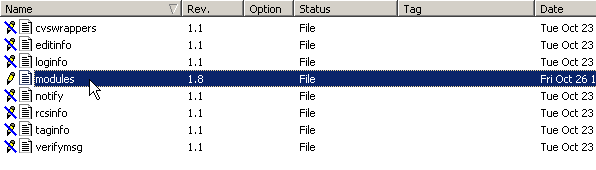 Name Rev. Option Status Tag Date
cvswrappers 1.1 File Tue Oct 23
editinfo 1.1 File Tue Oct 23
loginfo 1.1 File Tue Oct 23
modules 1.8 File Fri Oct 26 1
notify 1.1 File Tue Oct 23
rcsinfo 1.1 File Tue Oct 23
taginfo 1.1 File Tue Oct 23
verifymsg 1.1 File Tue Oct 23